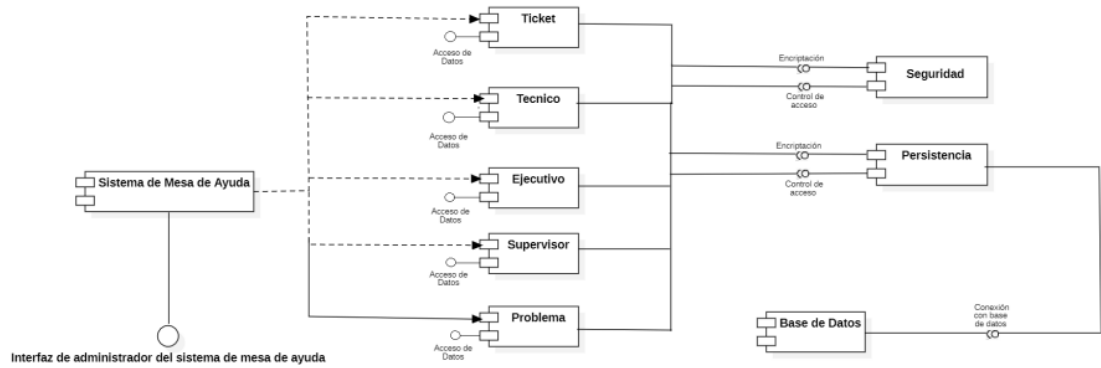 Ticket
Acceso de
Datos
Encriptación
Seguridad
Control de
acceso
Tecnico
Acceso de
Datos
Encriptación
Persistencia
Control de
acceso
Sistema de Mesa de Ayuda
Ejecutivo
Acceso de
Datos
Supervisor
Acceso de
Datos
Problema
Acceso de
Datos
Conexión
con base
de datos
Base de Datos
Interfaz de administrador del sistema de mesa de ayuda